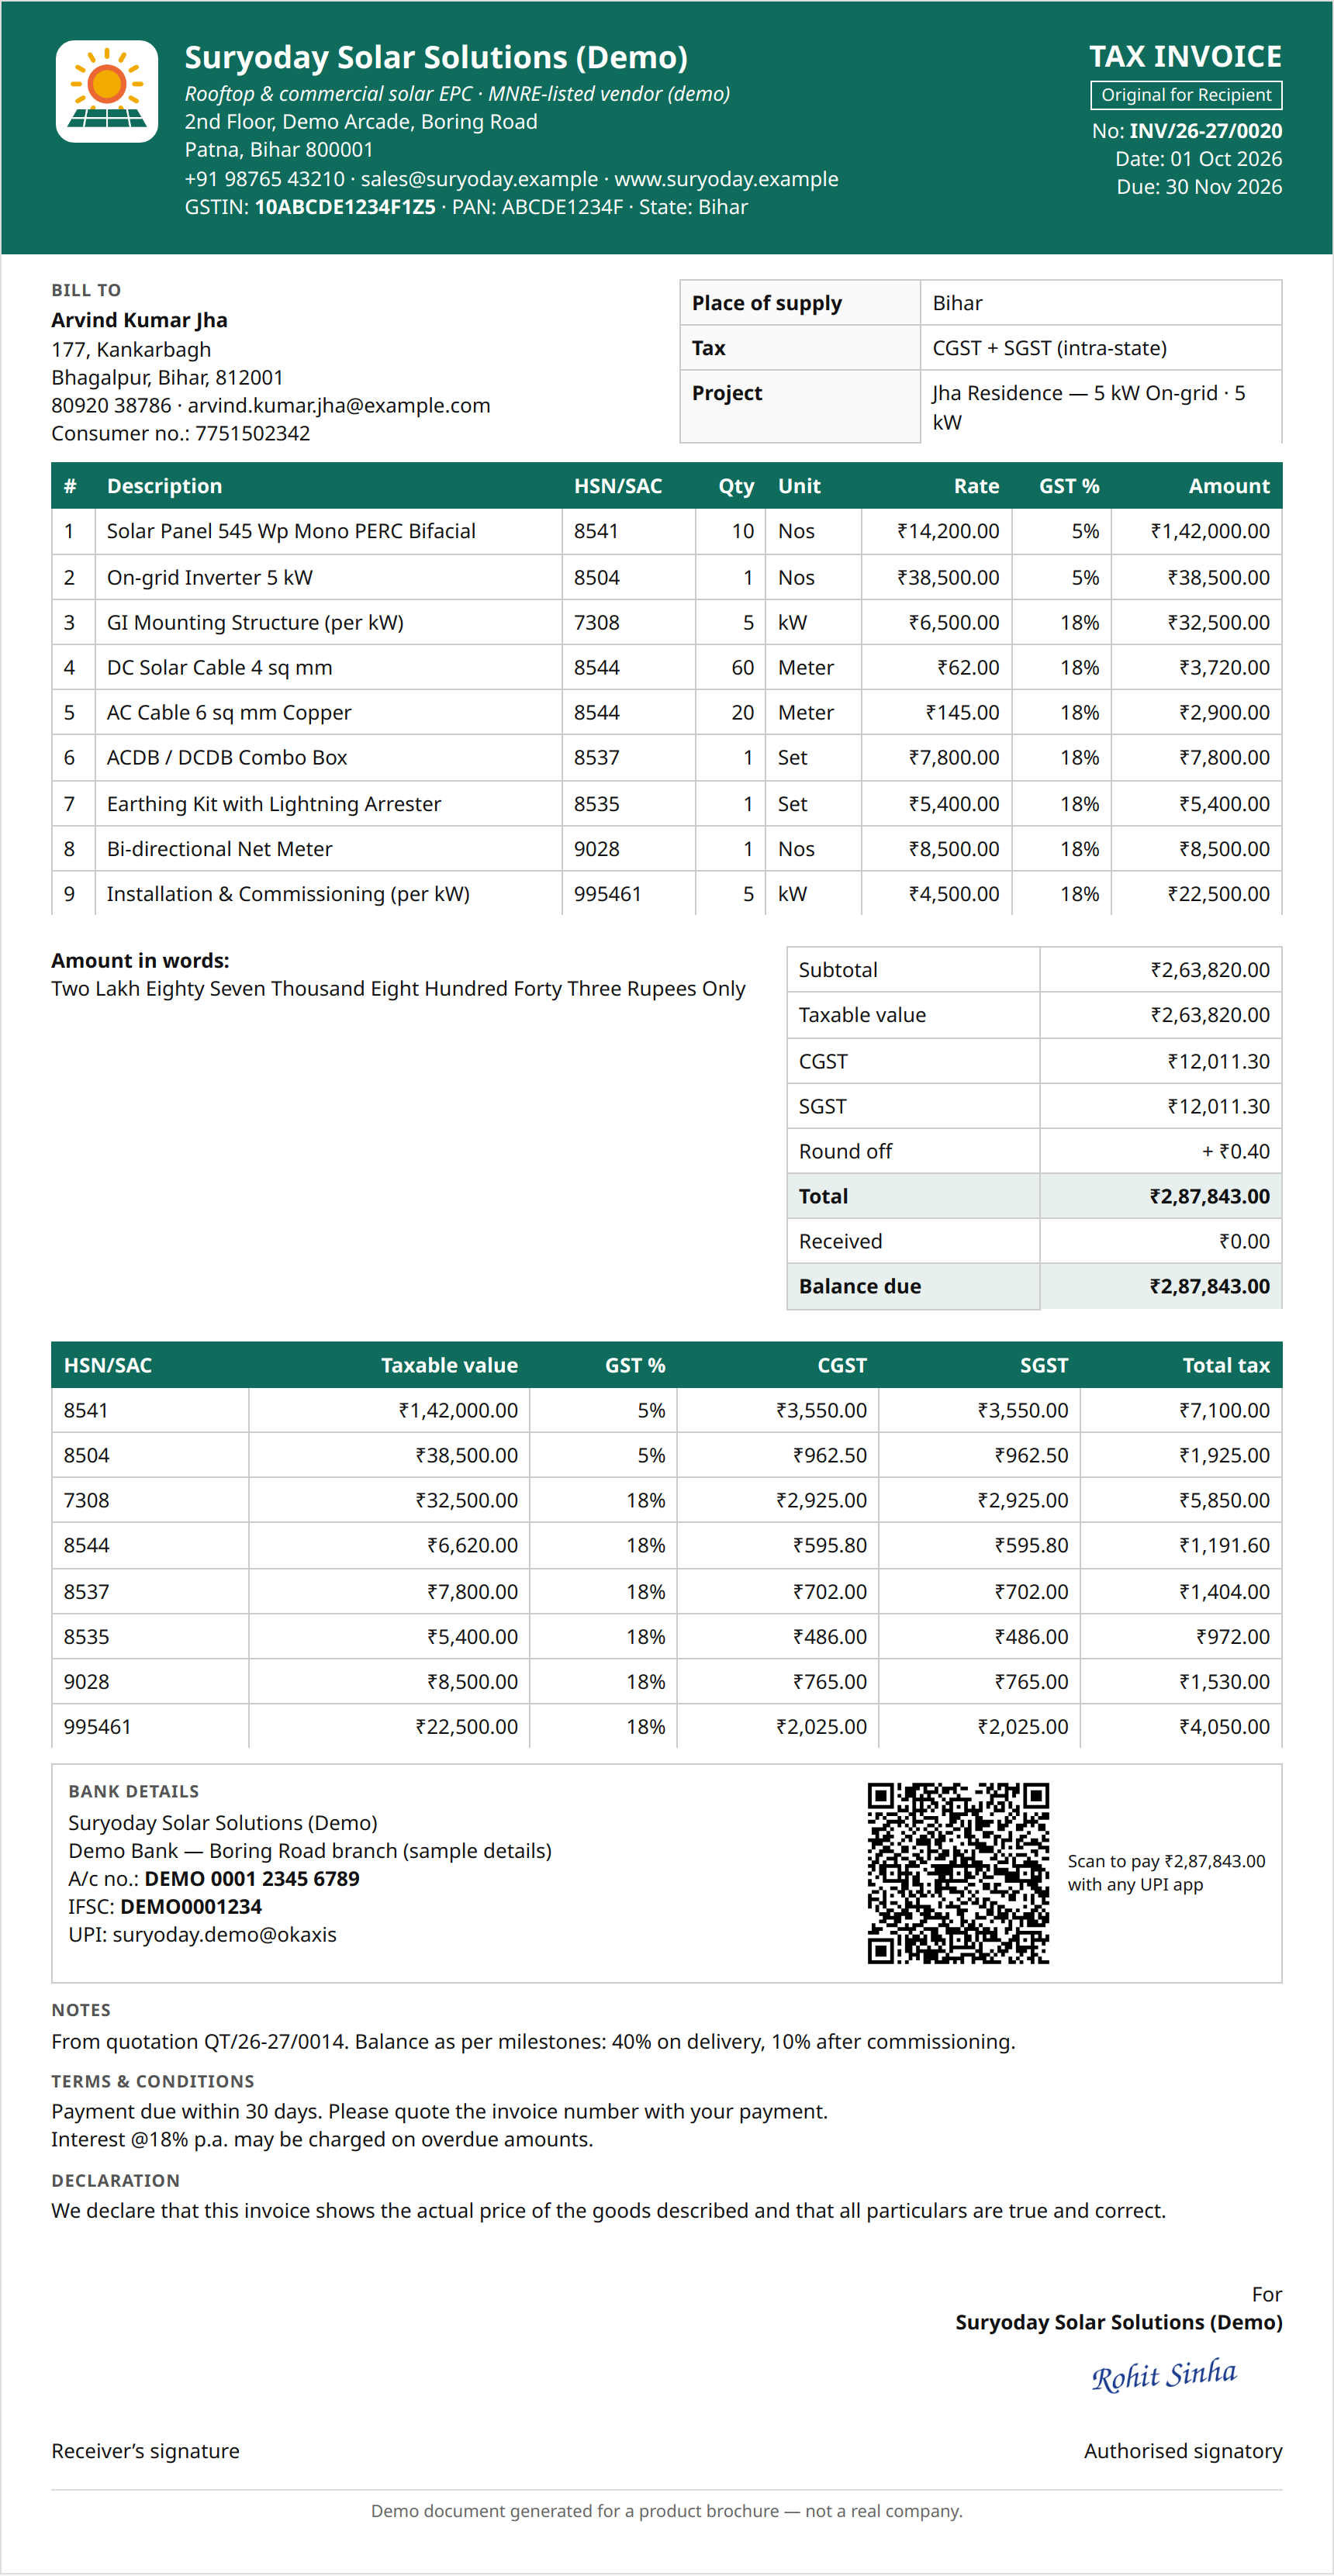 Suryoday Solar Solutions (Demo)
Rooftop & commercial solar EPC · MNRE-listed vendor (demo)
2nd Floor, Demo Arcade, Boring Road
Patna, Bihar 800001
+91 98765 43210 · sales@suryoday.example · www.suryoday.example
GSTIN: 10ABCDE1234F1Z5 · PAN: ABCDE1234F · State: Bihar
TAX INVOICE
Original for Recipient
No: INV/26-27/0020
Date: 01 Oct 2026
Due: 30 Nov 2026
BILL TO
Arvind Kumar Jha
177, Kankarbagh
Bhagalpur, Bihar, 812001
80920 38786 · arvind.kumar.jha@example.com
Consumer no.: 7751502342
Place of supply Bihar
Tax CGST + SGST (intra-state)
Project Jha Residence — 5 kW On-grid · 5
kW
# Description HSN/SAC Qty Unit Rate GST % Amount
1 Solar Panel 545 Wp Mono PERC Bifacial 8541 10 Nos ₹14,200.00 5% ₹1,42,000.00
2 On-grid Inverter 5 kW 8504 1 Nos ₹38,500.00 5% ₹38,500.00
3 GI Mounting Structure (per kW) 7308 5 kW ₹6,500.00 18% ₹32,500.00
4 DC Solar Cable 4 sq mm 8544 60 Meter ₹62.00 18% ₹3,720.00
5 AC Cable 6 sq mm Copper 8544 20 Meter ₹145.00 18% ₹2,900.00
6 ACDB / DCDB Combo Box 8537 1 Set ₹7,800.00 18% ₹7,800.00
7 Earthing Kit with Lightning Arrester 8535 1 Set ₹5,400.00 18% ₹5,400.00
8 Bi-directional Net Meter 9028 1 Nos ₹8,500.00 18% ₹8,500.00
9 Installation & Commissioning (per kW) 995461 5 kW ₹4,500.00 18% ₹22,500.00
Amount in words:
Two Lakh Eighty Seven Thousand Eight Hundred Forty Three Rupees Only
Subtotal ₹2,63,820.00
Taxable value ₹2,63,820.00
CGST ₹12,011.30
SGST ₹12,011.30
Round off + ₹0.40
Total ₹2,87,843.00
Received ₹0.00
Balance due ₹2,87,843.00
HSN/SAC Taxable value GST % CGST SGST Total tax
8541 ₹1,42,000.00 5% ₹3,550.00 ₹3,550.00 ₹7,100.00
8504 ₹38,500.00 5% ₹962.50 ₹962.50 ₹1,925.00
7308 ₹32,500.00 18% ₹2,925.00 ₹2,925.00 ₹5,850.00
8544 ₹6,620.00 18% ₹595.80 ₹595.80 ₹1,191.60
8537 ₹7,800.00 18% ₹702.00 ₹702.00 ₹1,404.00
8535 ₹5,400.00 18% ₹486.00 ₹486.00 ₹972.00
9028 ₹8,500.00 18% ₹765.00 ₹765.00 ₹1,530.00
995461 ₹22,500.00 18% ₹2,025.00 ₹2,025.00 ₹4,050.00
BANK DETAILS
Suryoday Solar Solutions (Demo)
Demo Bank — Boring Road branch (sample details)
A/c no.: DEMO 0001 2345 6789
IFSC: DEMO0001234
UPI: suryoday.demo@okaxis
Scan to pay ₹2,87,843.00
with any UPI app
NOTES
From quotation QT/26-27/0014. Balance as per milestones: 40% on delivery, 10% after commissioning.
TERMS & CONDITIONS
Payment due within 30 days. Please quote the invoice number with your payment.
Interest @18% p.a. may be charged on overdue amounts.
DECLARATION
We declare that this invoice shows the actual price of the goods described and that all particulars are true and correct.
For
Suryoday Solar Solutions (Demo)
Rohit Sinha
Receiver’s signature Authorised signatory
Demo document generated for a product brochure — not a real company.